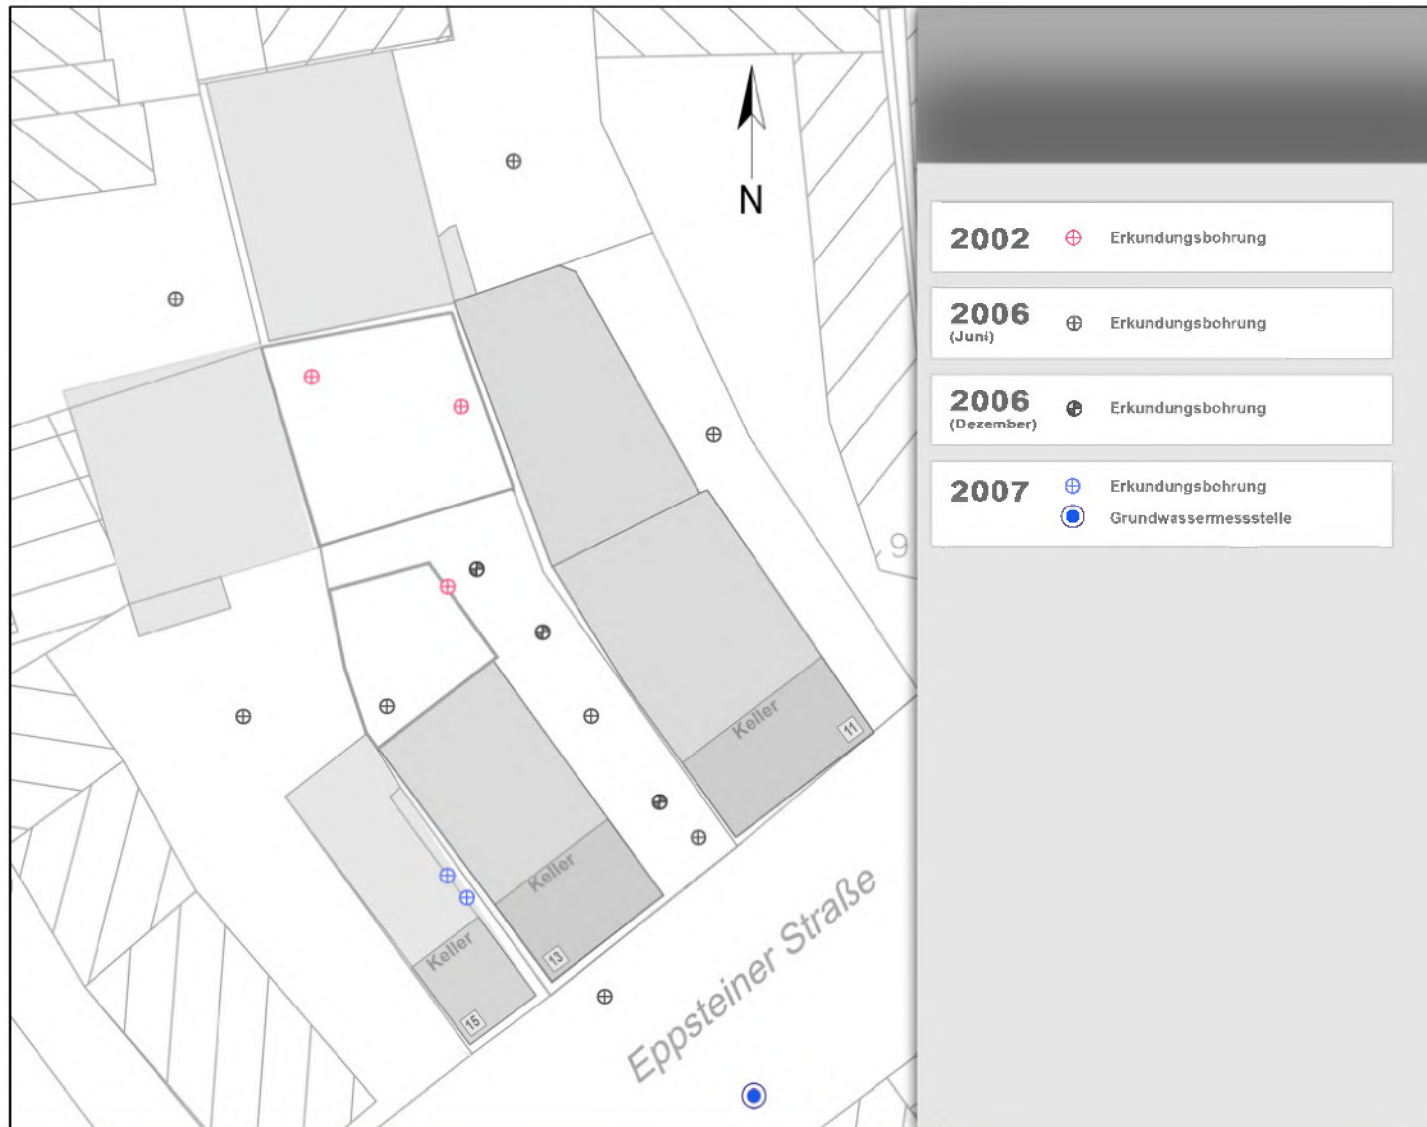 N
9
Keller
11
Keller
13
Keller
15
Eppsteiner Straße
2002 Erkundungsbohrung
2006 Erkundungsbohrung
(Juni)
2006 Erkundungsbohrung
(Dezember)
2007 Erkundungsbohrung
Grundwassermessstelle